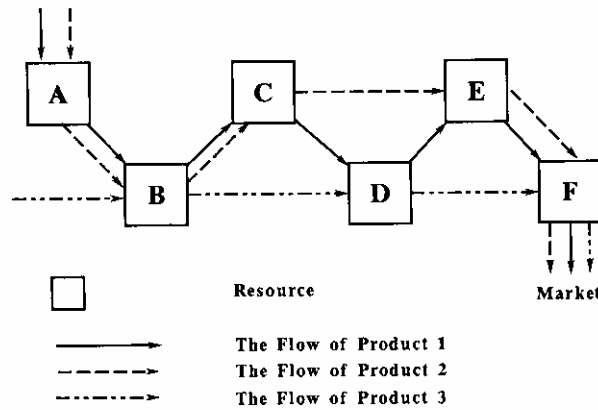 A
C
E
B
D
F
Resource
Market
The Flow of Product 1
The Flow of Product 2
The Flow of Product 3